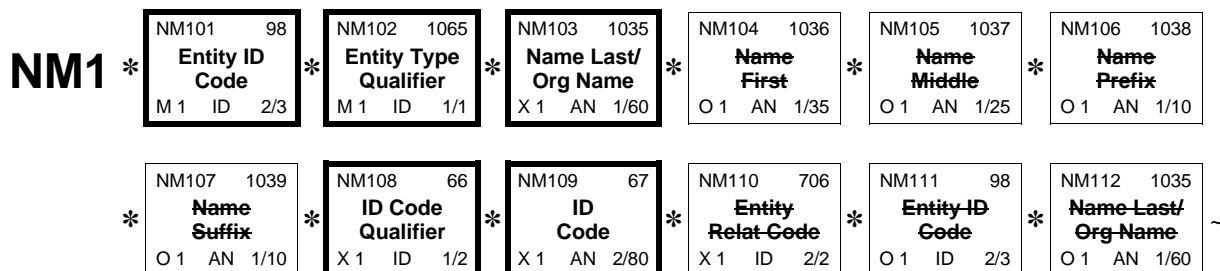 NM101 98 NM102 1065 NM103 1035 NM104 1036 NM105 1037 NM106 1038
NM1 * Entity ID Code * Entity Type Qualifier * Name Last/ Org Name * Name First * Name Middle * Name Prefix *
M 1 ID 2/3 M 1 ID 1/1 X 1 AN 1/60 O 1 AN 1/35 O 1 AN 1/25 O 1 AN 1/10
NM107 1039 NM108 66 NM109 67 NM110 706 NM111 98 NM112 1035
* Name Suffix * ID Code Qualifier * ID Code * Entity Relat Code * Entity ID Code * Name Last/ Org Name ~
O 1 AN 1/10 X 1 ID 1/2 X 1 AN 2/80 X 1 ID 2/2 O 1 ID 2/3 O 1 AN 1/60